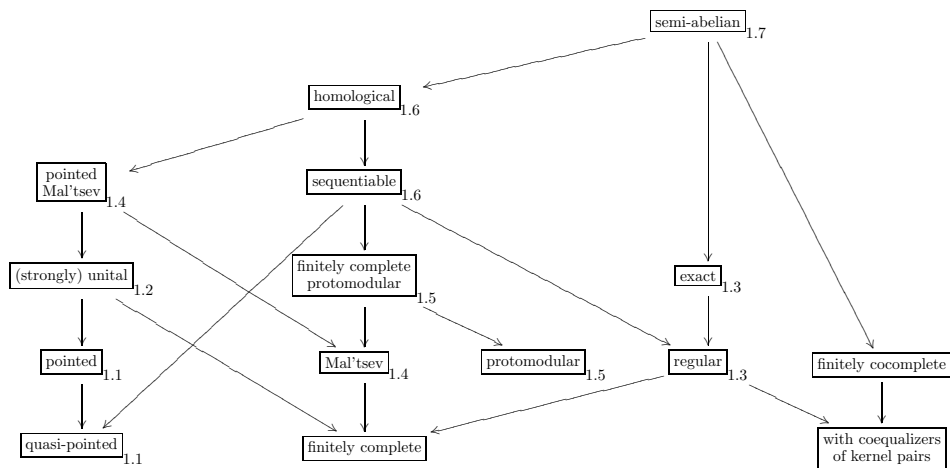 semi-abelian 1.7
homological 1.6
pointed
Mal'tsev 1.4
sequentiable 1.6
(strongly) unital 1.2
finitely complete
protomodular 1.5
exact 1.3
pointed 1.1
Mal'tsev 1.4
protomodular 1.5
regular 1.3
finitely cocomplete
quasi-pointed 1.1
finitely complete
with coequalizers
of kernel pairs